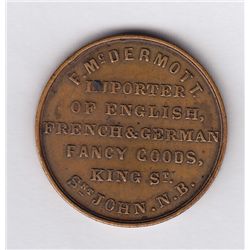 F. McDERMOTT.
IMPORTER
OF ENGLISH,
FRENCH & GERMAN
FANCY GOODS,
KING ST.
ST. JOHN. N.B.